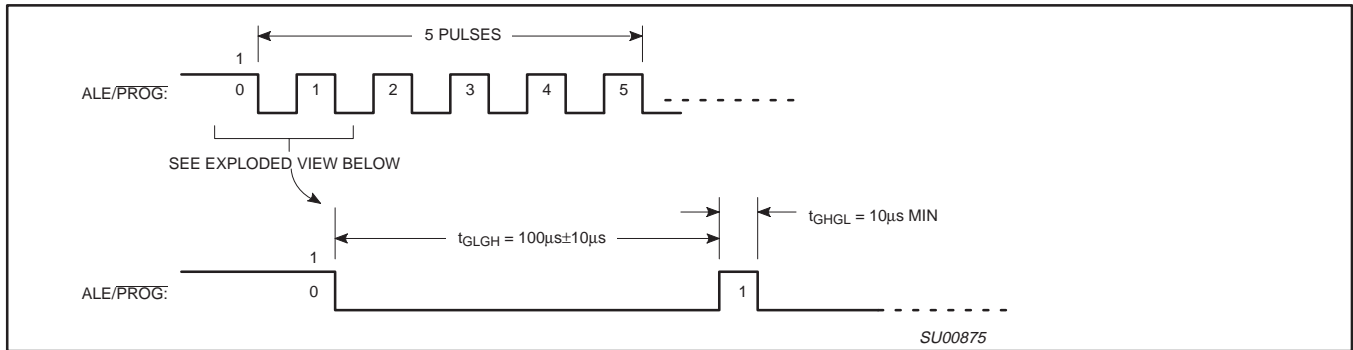 5 PULSES
1
ALE/PROG:
0 1 2 3 4 5
SEE EXPLODED VIEW BELOW
tGHGL = 10µs MIN
tGLGH = 100µs±10µs
1
ALE/PROG:
0 1
SU00875